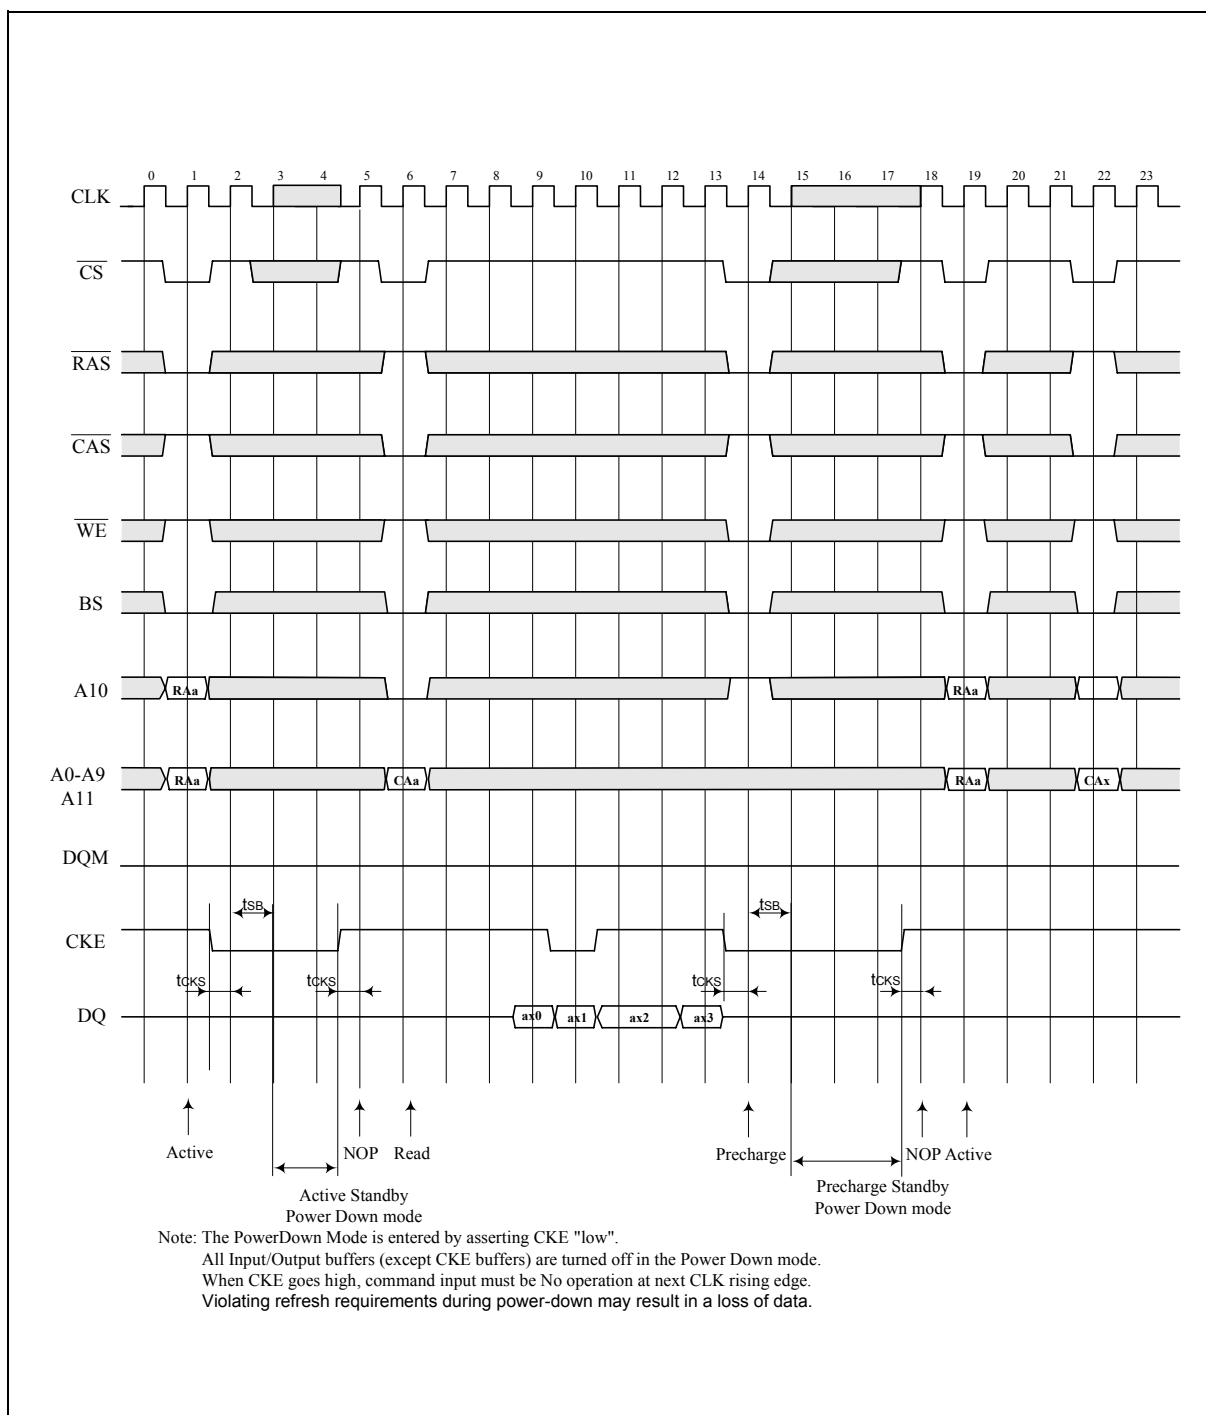 0 1 2 3 4 5 6 7 8 9 10 11 12 13 14 15 16 17 18 19 20 21 22 23
CLK
CS
RAS
CAS
WE
BS
A10 RAa RAa
A0-A9 RAa CAa RAa CAx
A11
DQM
tSB tSB
CKE
tCKS tCKS tCKS tCKS
DQ ax0 ax1 ax2 ax3
Active NOP Read Precharge NOP Active
Active Standby
Power Down mode
Precharge Standby
Power Down mode
Note: The PowerDown Mode is entered by asserting CKE "low".
All Input/Output buffers (except CKE buffers) are turned off in the Power Down mode.
When CKE goes high, command input must be No operation at next CLK rising edge.
Violating refresh requirements during power-down may result in a loss of data.